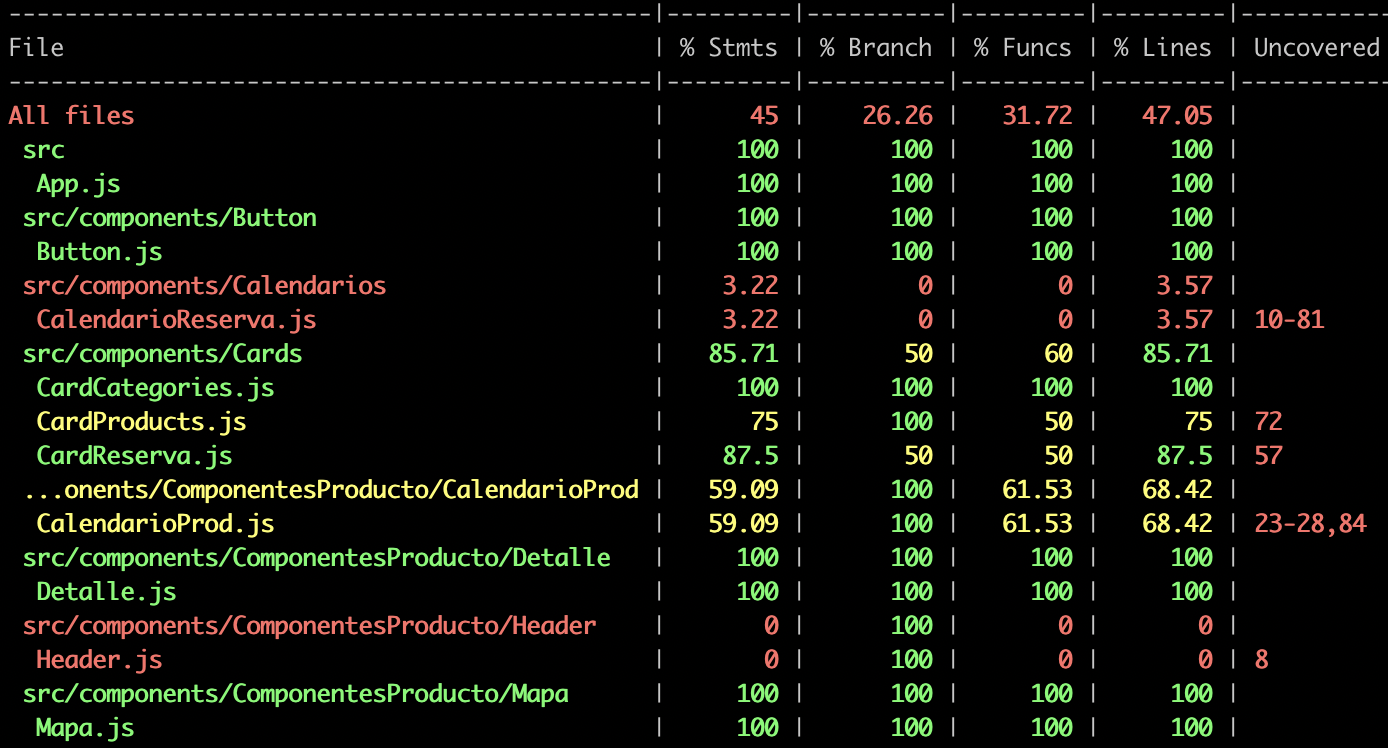 --------------------------------------------|---------|----------|---------|---------|----------
File | % Stmts | % Branch | % Funcs | % Lines | Uncovered
--------------------------------------------|---------|----------|---------|---------|----------
All files | 45 | 26.26 | 31.72 | 47.05 |
src | 100 | 100 | 100 | 100 |
App.js | 100 | 100 | 100 | 100 |
src/components/Button | 100 | 100 | 100 | 100 |
Button.js | 100 | 100 | 100 | 100 |
src/components/Calendarios | 3.22 | 0 | 0 | 3.57 |
CalendarioReserva.js | 3.22 | 0 | 0 | 3.57 | 10-81
src/components/Cards | 85.71 | 50 | 60 | 85.71 |
CardCategories.js | 100 | 100 | 100 | 100 |
CardProducts.js | 75 | 100 | 50 | 75 | 72
CardReserva.js | 87.5 | 50 | 50 | 87.5 | 57
...onents/ComponentesProducto/CalendarioProd | 59.09 | 100 | 61.53 | 68.42 |
CalendarioProd.js | 59.09 | 100 | 61.53 | 68.42 | 23-28,84
src/components/ComponentesProducto/Detalle | 100 | 100 | 100 | 100 |
Detalle.js | 100 | 100 | 100 | 100 |
src/components/ComponentesProducto/Header | 0 | 100 | 0 | 0 |
Header.js | 0 | 100 | 0 | 0 | 8
src/components/ComponentesProducto/Mapa | 100 | 100 | 100 | 100 |
Mapa.js | 100 | 100 | 100 | 100 |